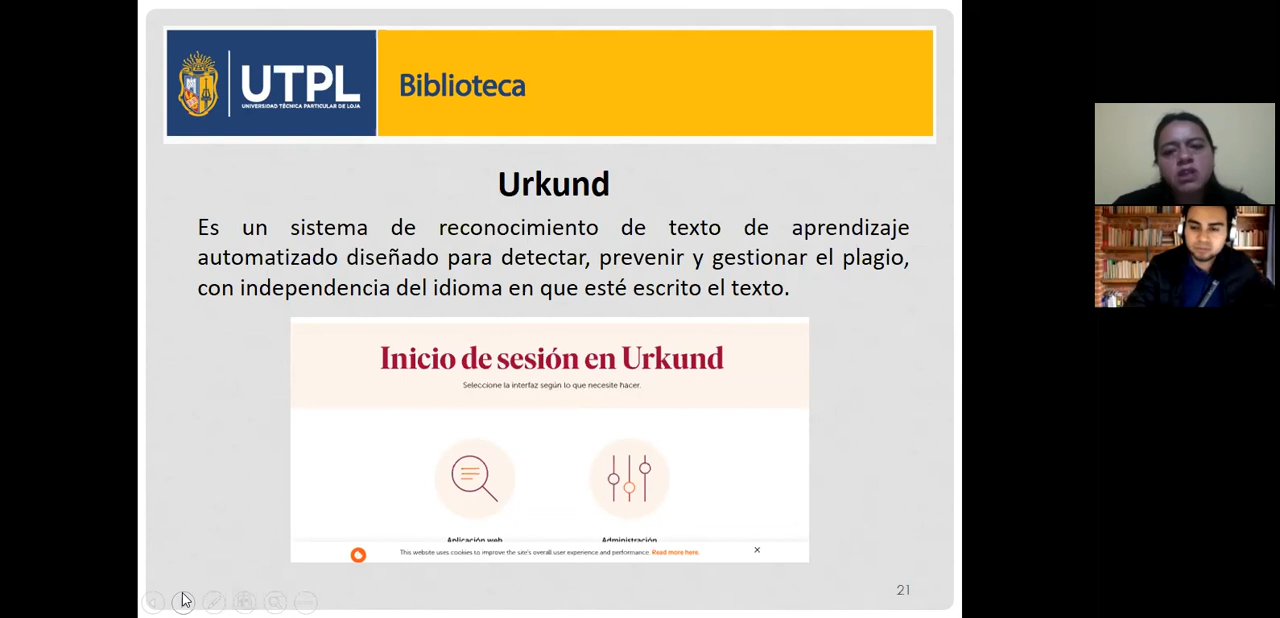 UTPL
UNIVERSIDAD TÉCNICA PARTICULAR DE LOJA
Biblioteca
Urkund
Es un sistema de reconocimiento de texto de aprendizaje
automatizado diseñado para detectar, prevenir y gestionar el plagio,
con independencia del idioma en que esté escrito el texto.
Inicio de sesión en Urkund
Seleccione la interfaz según lo que necesite hacer.
Aplicación web
Administración
This website uses cookies to improve the site's overall user experience and performance. Read more here.
21